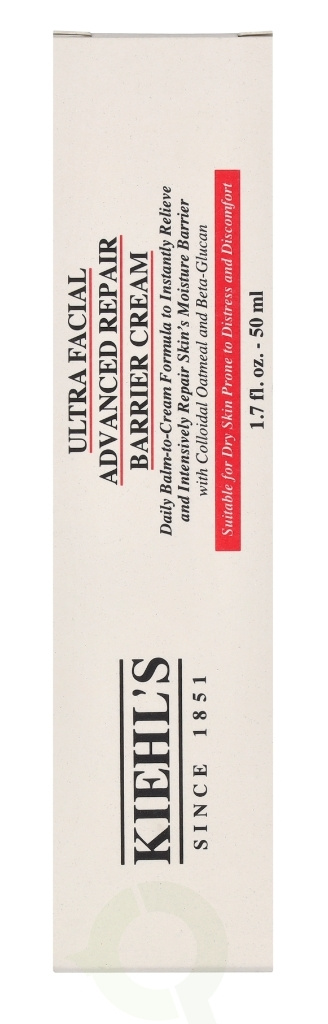 KIEHL'S
SINCE 1851
ULTRA FACIAL
ADVANCED REPAIR
BARRIER CREAM
Daily Balm-to-Cream Formula to Instantly Relieve
and Intensively Repair Skin's Moisture Barrier
with Colloidal Oatmeal and Beta-Glucan
Suitable for Dry Skin Prone to Distress and Discomfort
1.7 fl. oz. - 50 ml